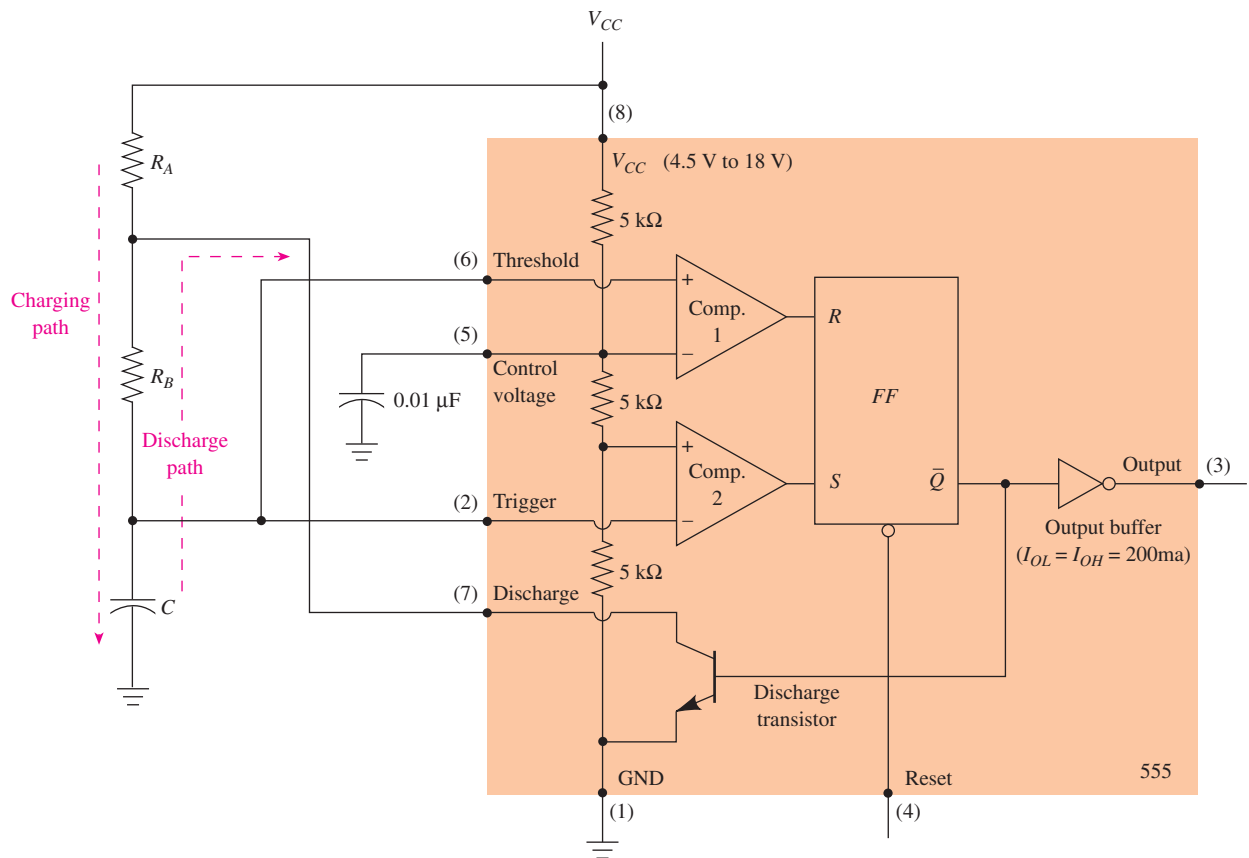 V_CC
(8)
V_CC (4.5 V to 18 V)
R_A
5 kΩ
(6)
Threshold
+
Comp.
1
−
R
Charging
path
(5)
Control
voltage
R_B
0.01 µF
5 kΩ
FF
Discharge
path
+
Comp.
2
−
S
Q̅
Output
(3)
(2)
Trigger
Output buffer
(I_OL = I_OH = 200ma)
5 kΩ
C
(7)
Discharge
Discharge
transistor
GND
Reset
555
(1)
(4)